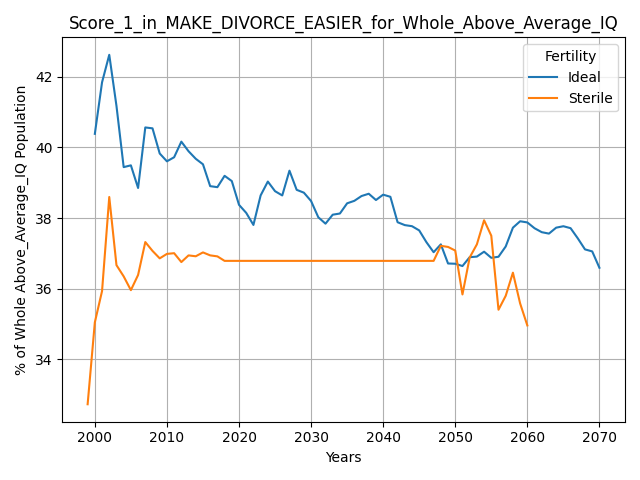 Score_1_in_MAKE_DIVORCE_EASIER_for_Whole_Above_Average_IQ
% of Whole Above_Average_IQ Population
42
40
38
36
34
Fertility
Ideal
Sterile
2000 2010 2020 2030 2040 2050 2060 2070
Years